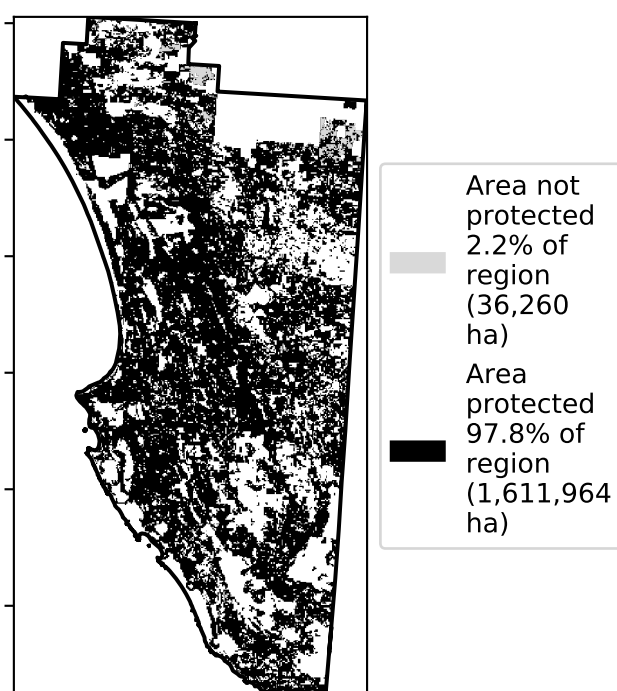 Area not
protected
2.2% of
region
(36,260
ha)
Area
protected
97.8% of
region
(1,611,964
ha)